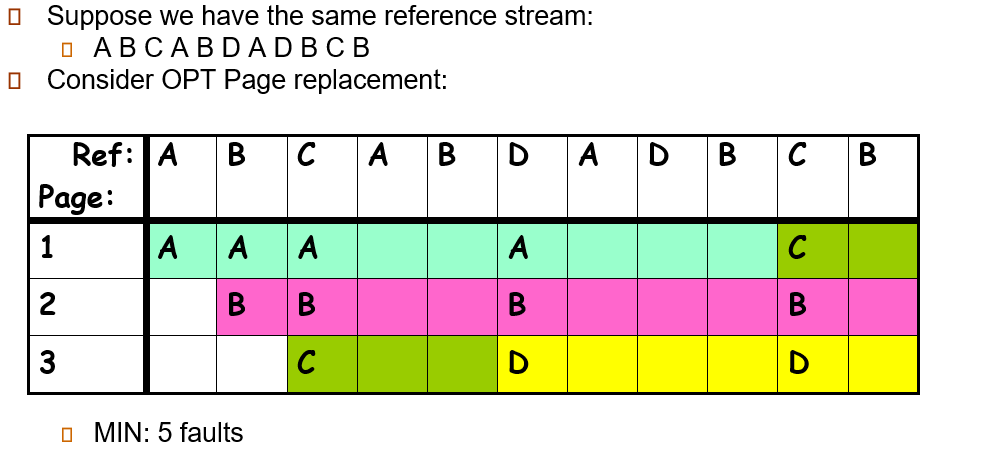 Suppose we have the same reference stream:
A B C A B D A D B C B
Consider OPT Page replacement:
Ref: A B C A B D A D B C B
Page:
1 A A A A C
2 B B B B
3 C D D
MIN: 5 faults